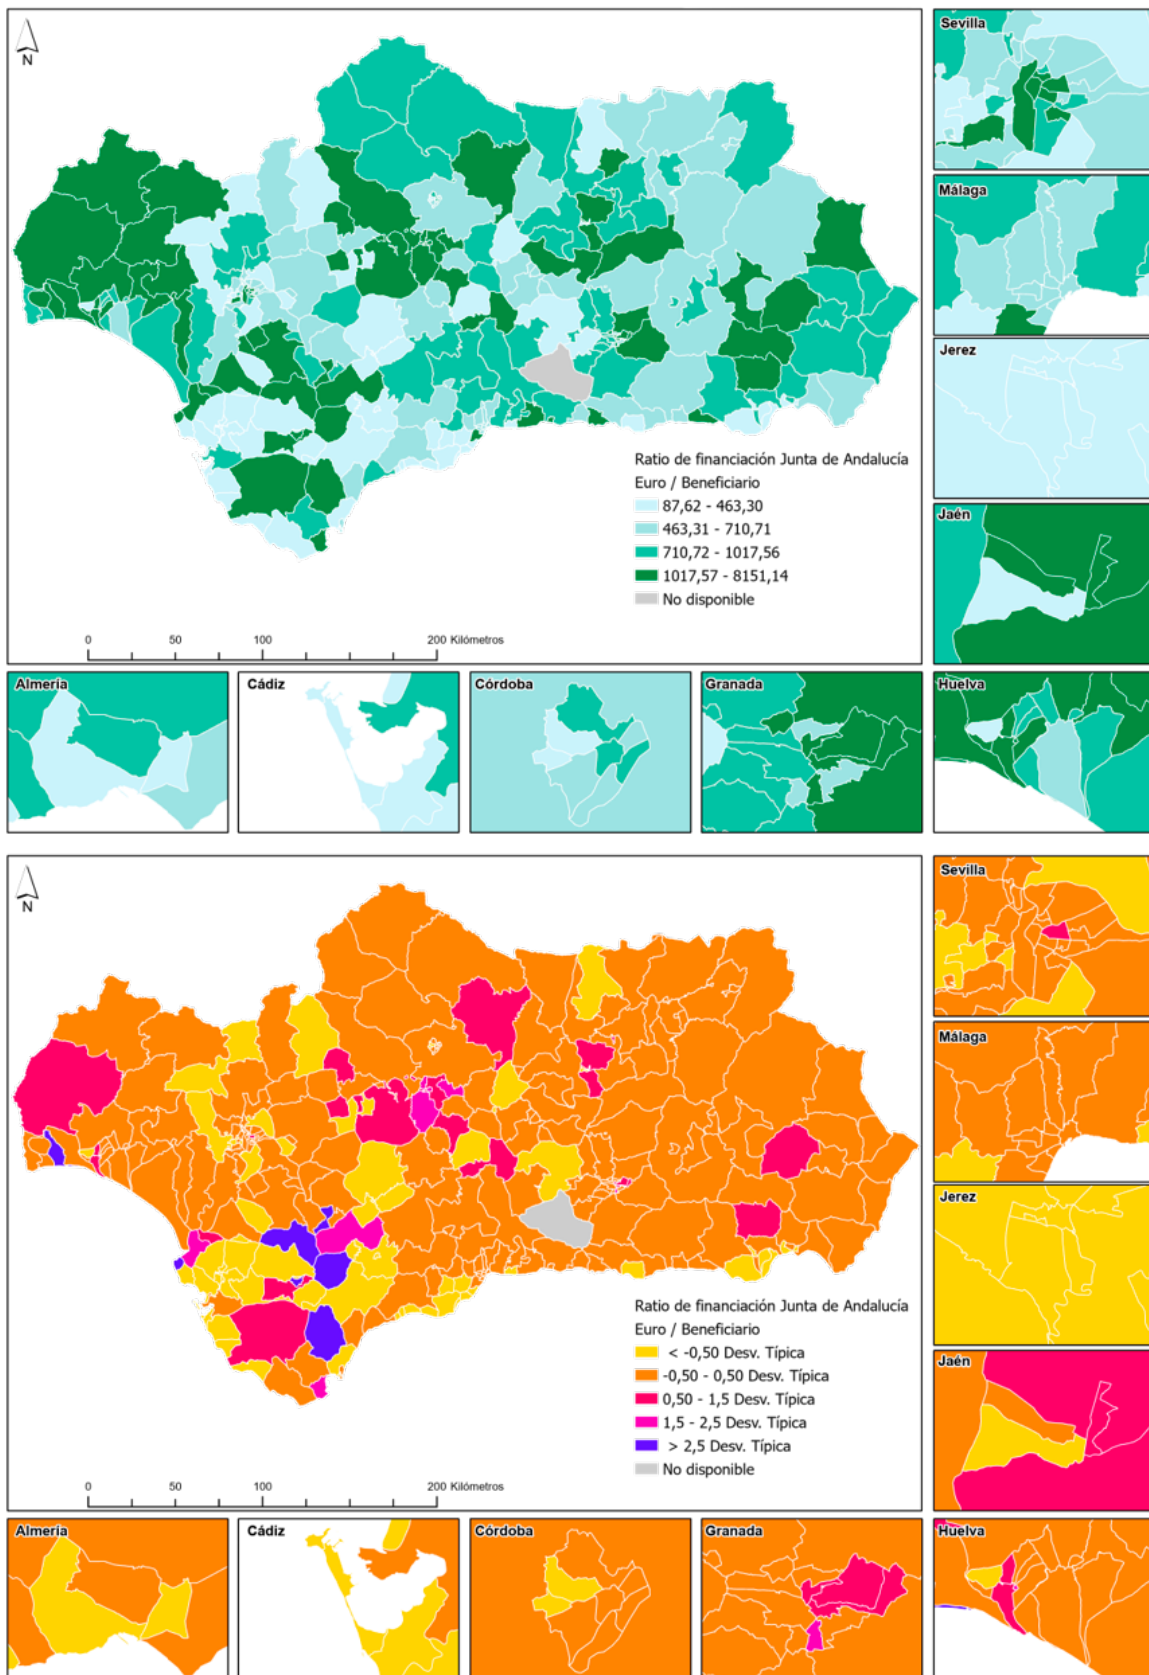 N
Sevilla
Málaga
Jerez
Jaén
Ratio de financiación Junta de Andalucía
Euro / Beneficiario
87,62 - 463,30
463,31 - 710,71
710,72 - 1017,56
1017,57 - 8151,14
No disponible
0 50 100 200 Kilómetros
Almería
Cádiz
Córdoba
Granada
Huelva
N
Sevilla
Málaga
Jerez
Jaén
Ratio de financiación Junta de Andalucía
Euro / Beneficiario
< -0,50 Desv. Típica
-0,50 - 0,50 Desv. Típica
0,50 - 1,5 Desv. Típica
1,5 - 2,5 Desv. Típica
> 2,5 Desv. Típica
No disponible
0 50 100 200 Kilómetros
Almería
Cádiz
Córdoba
Granada
Huelva